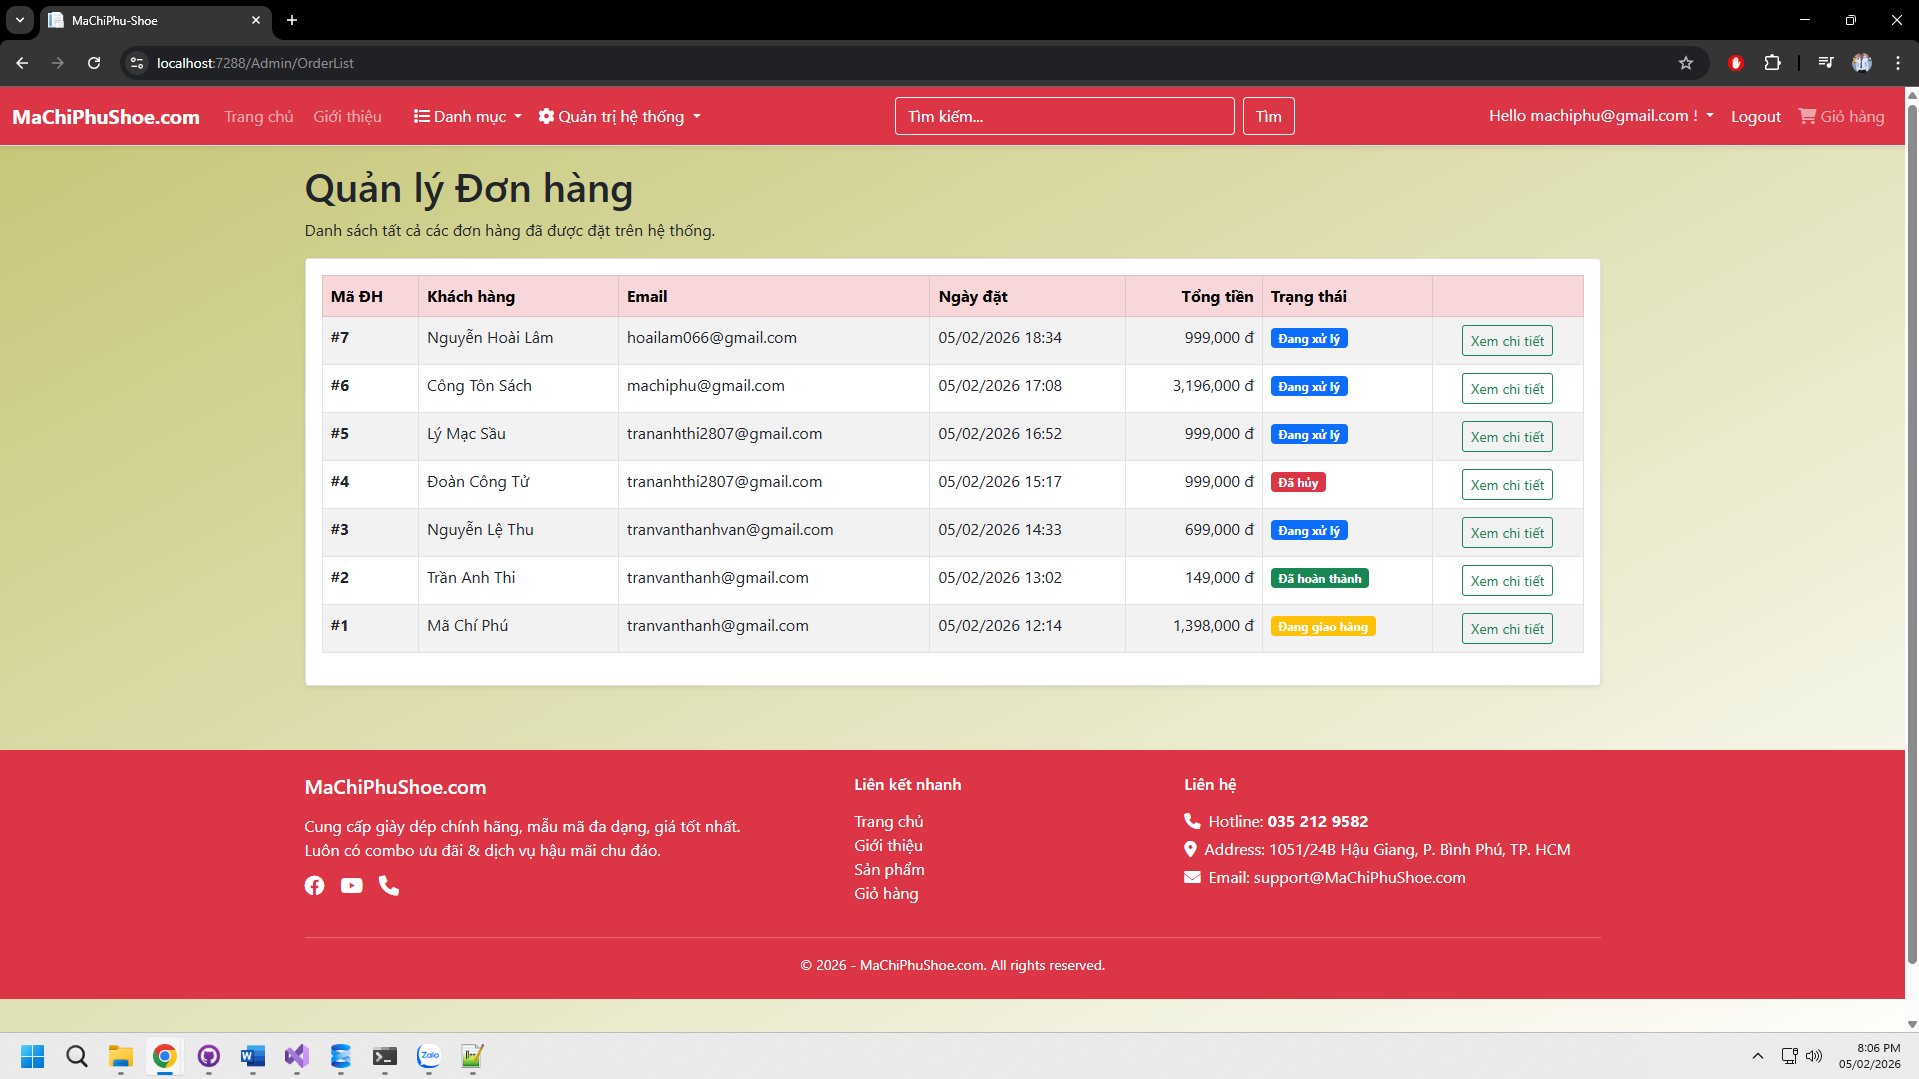 MaChiPhu-Shoe
localhost:7288/Admin/OrderList
MaChiPhuShoe.com Trang chủ Giới thiệu Danh mục Quản trị hệ thống Tìm kiếm... Tìm Hello machiphu@gmail.com ! Logout Giỏ hàng
Quản lý Đơn hàng
Danh sách tất cả các đơn hàng đã được đặt trên hệ thống.
Mã ĐH Khách hàng Email Ngày đặt Tổng tiền Trạng thái
#7 Nguyễn Hoài Lâm hoailam066@gmail.com 05/02/2026 18:34 999,000 đ Đang xử lý Xem chi tiết
#6 Công Tôn Sách machiphu@gmail.com 05/02/2026 17:08 3,196,000 đ Đang xử lý Xem chi tiết
#5 Lý Mạc Sầu trananhthi2807@gmail.com 05/02/2026 16:52 999,000 đ Đang xử lý Xem chi tiết
#4 Đoàn Công Tử trananhthi2807@gmail.com 05/02/2026 15:17 999,000 đ Đã hủy Xem chi tiết
#3 Nguyễn Lệ Thu tranvanthanhvan@gmail.com 05/02/2026 14:33 699,000 đ Đang xử lý Xem chi tiết
#2 Trần Anh Thi tranvanthanh@gmail.com 05/02/2026 13:02 149,000 đ Đã hoàn thành Xem chi tiết
#1 Mã Chí Phú tranvanthanh@gmail.com 05/02/2026 12:14 1,398,000 đ Đang giao hàng Xem chi tiết
MaChiPhuShoe.com
Cung cấp giày dép chính hãng, mẫu mã đa dạng, giá tốt nhất.
Luôn có combo ưu đãi & dịch vụ hậu mãi chu đáo.
Liên kết nhanh
Trang chủ
Giới thiệu
Sản phẩm
Giỏ hàng
Liên hệ
Hotline: 035 212 9582
Address: 1051/24B Hậu Giang, P. Bình Phú, TP. HCM
Email: support@MaChiPhuShoe.com
© 2026 - MaChiPhuShoe.com. All rights reserved.
Zalo
8:06 PM
05/02/2026